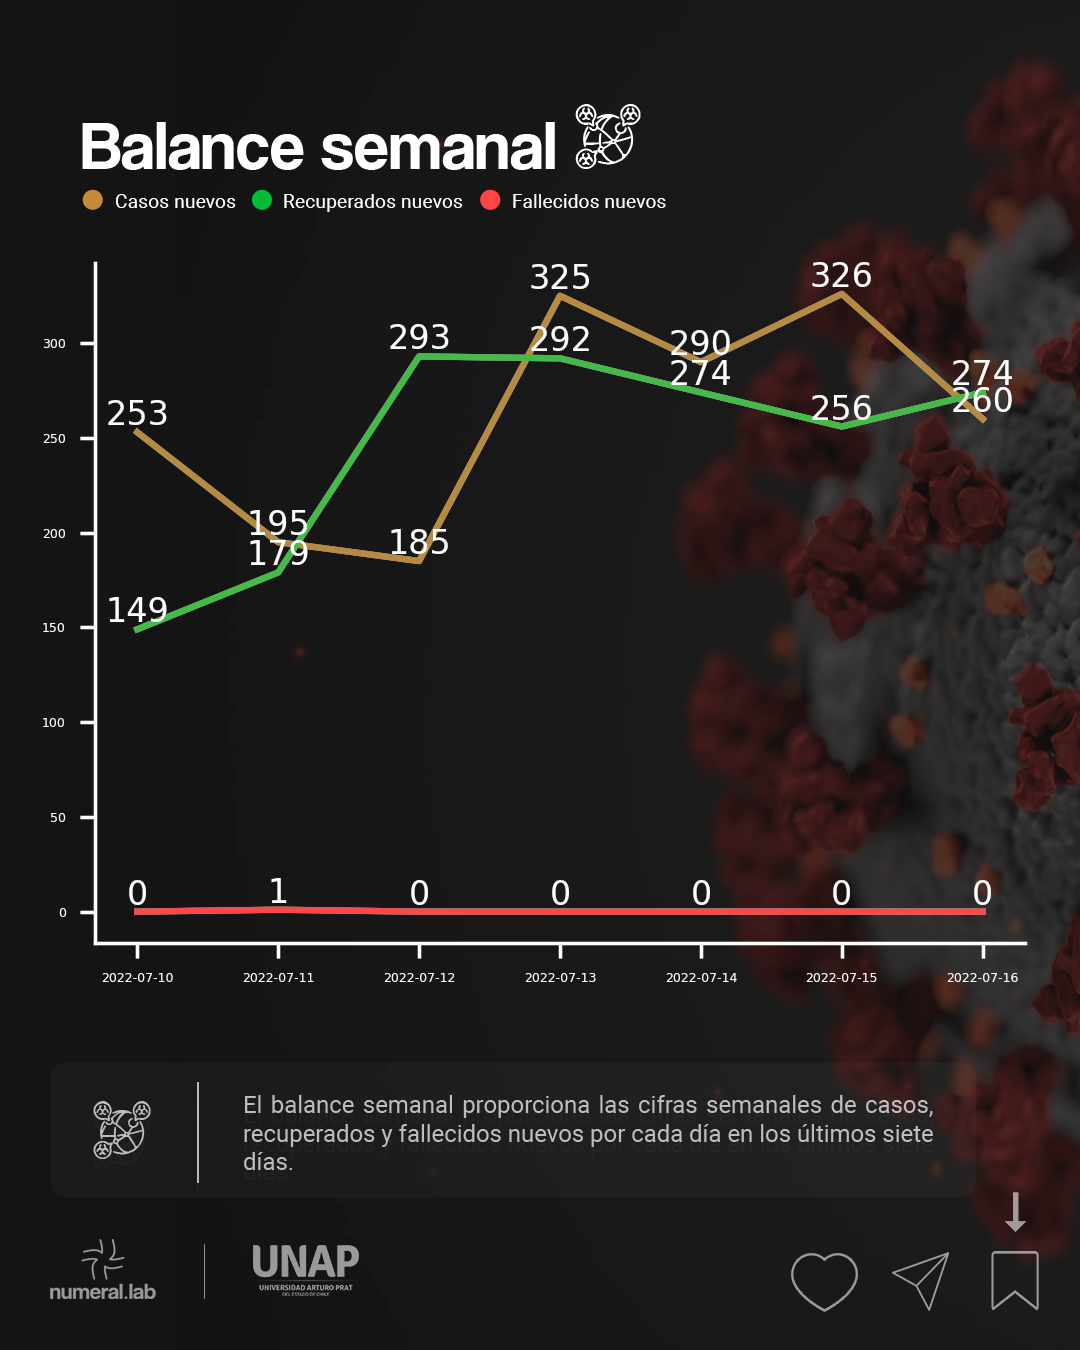 Balance semanal
Casos nuevos Recuperados nuevos Fallecidos nuevos
325 326
293 292 290 274
300 274
253 256 260
250
195
200 179 185
149
150
100
50
0 1 0 0 0 0 0
0
2022-07-10 2022-07-11 2022-07-12 2022-07-13 2022-07-14 2022-07-15 2022-07-16
El balance semanal proporciona las cifras semanales de casos,
recuperados y fallecidos nuevos por cada día en los últimos siete
días.
numeral.lab
UNAP
UNIVERSIDAD ARTURO PRAT
DEL ESTADO DE CHILE